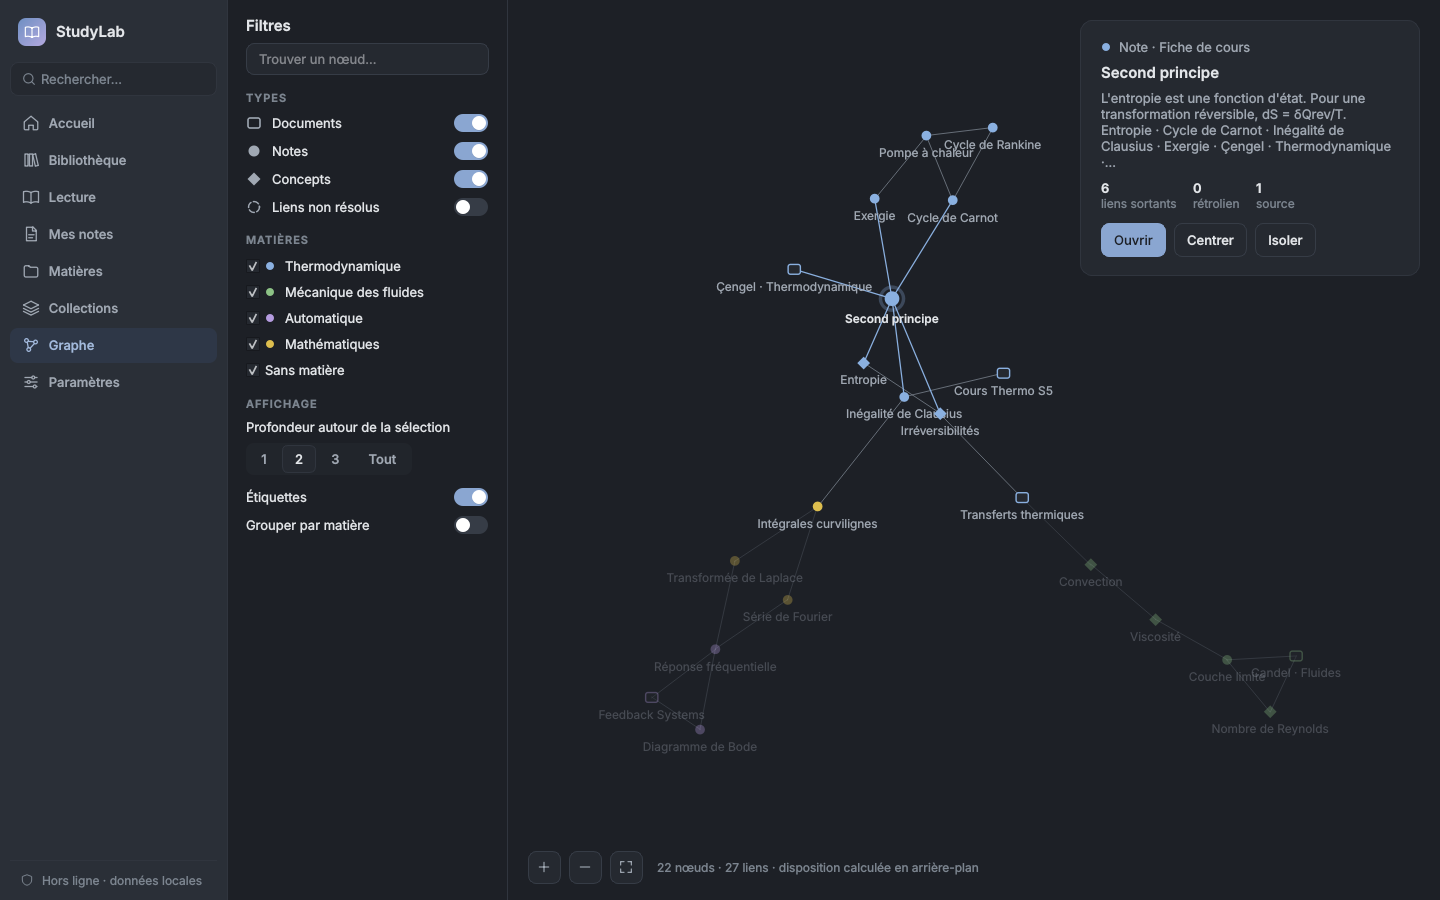 StudyLab
Rechercher...
Accueil
Bibliothèque
Lecture
Mes notes
Matières
Collections
Graphe
Paramètres
Hors ligne · données locales
Filtres
Trouver un nœud...
TYPES
Documents
Notes
Concepts
Liens non résolus
MATIÈRES
Thermodynamique
Mécanique des fluides
Automatique
Mathématiques
Sans matière
AFFICHAGE
Profondeur autour de la sélection
1 2 3 Tout
Étiquettes
Grouper par matière
Cycle de Rankine
Pompe à chaleur
Exergie
Cycle de Carnot
Çengel · Thermodynamique
Second principe
Entropie
Cours Thermo S5
Inégalité de Clausius
Irréversibilités
Intégrales curvilignes
Transferts thermiques
Transformée de Laplace
Convection
Série de Fourier
Viscosité
Réponse fréquentielle
Couche limite
Candel · Fluides
Feedback Systems
Nombre de Reynolds
Diagramme de Bode
22 nœuds · 27 liens · disposition calculée en arrière-plan
Note · Fiche de cours
Second principe
L'entropie est une fonction d'état. Pour une
transformation réversible, dS = δQrev/T.
Entropie · Cycle de Carnot · Inégalité de
Clausius · Exergie · Çengel · Thermodynamique
·...
6 0 1
liens sortants rétrolien source
Ouvrir Centrer Isoler